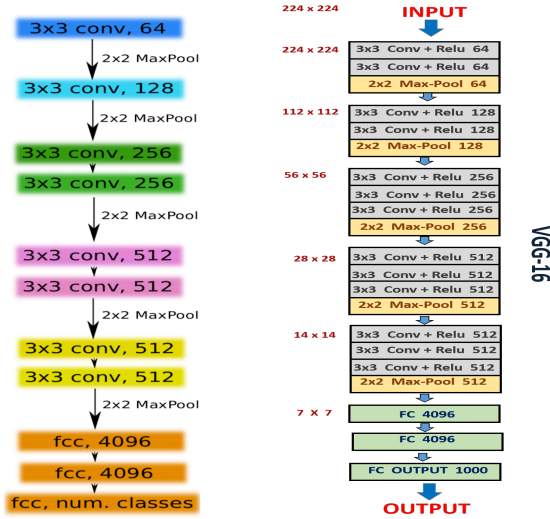 3x3 conv, 64
2x2 MaxPool
3x3 conv, 128
2x2 MaxPool
3x3 conv, 256
3x3 conv, 256
2x2 MaxPool
3x3 conv, 512
3x3 conv, 512
2x2 MaxPool
3x3 conv, 512
3x3 conv, 512
2x2 MaxPool
fcc, 4096
fcc, 4096
fcc, num. classes
224 x 224
INPUT
224 x 224
3x3 Conv + Relu 64
3x3 Conv + Relu 64
2x2 Max-Pool 64
112 x 112
3x3 Conv + Relu 128
3x3 Conv + Relu 128
2x2 Max-Pool 128
56 x 56
3x3 Conv + Relu 256
3x3 Conv + Relu 256
3x3 Conv + Relu 256
2x2 Max-Pool 256
28 x 28
3x3 Conv + Relu 512
3x3 Conv + Relu 512
3x3 Conv + Relu 512
2x2 Max-Pool 512
14 x 14
3x3 Conv + Relu 512
3x3 Conv + Relu 512
3x3 Conv + Relu 512
2x2 Max-Pool 512
7 X 7
FC 4096
FC 4096
FC OUTPUT 1000
OUTPUT
VGG-16